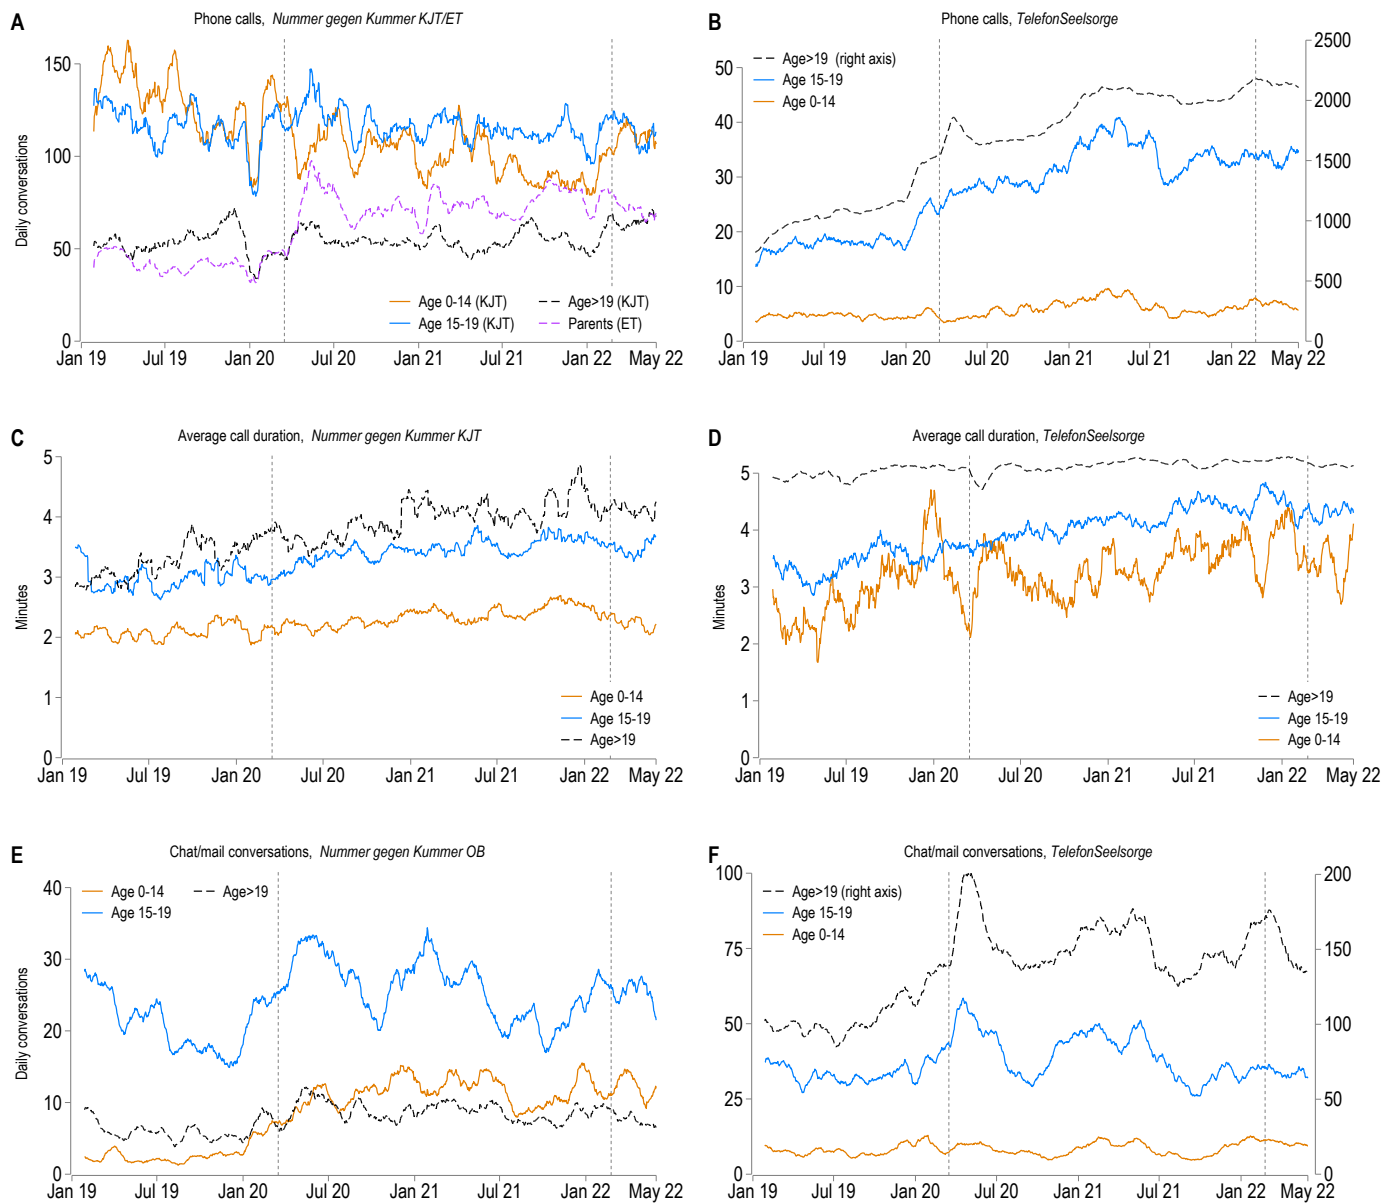 A
Phone calls, Nummer gegen Kummer KJT/ET
Daily conversations
150
100
50
0
Age 0-14 (KJT)
Age>19 (KJT)
Age 15-19 (KJT)
Parents (ET)
Jan 19 Jul 19 Jan 20 Jul 20 Jan 21 Jul 21 Jan 22 May 22
B
Phone calls, TelefonSeelsorge
Age>19 (right axis)
Age 15-19
Age 0-14
50
40
30
20
10
0
2500
2000
1500
1000
500
0
Jan 19 Jul 19 Jan 20 Jul 20 Jan 21 Jul 21 Jan 22 May 22
C
Average call duration, Nummer gegen Kummer KJT
Minutes
5
4
3
2
1
0
Age 0-14
Age 15-19
Age>19
Jan 19 Jul 19 Jan 20 Jul 20 Jan 21 Jul 21 Jan 22 May 22
D
Average call duration, TelefonSeelsorge
Minutes
5
4
3
2
1
0
Age>19
Age 15-19
Age 0-14
Jan 19 Jul 19 Jan 20 Jul 20 Jan 21 Jul 21 Jan 22 May 22
E
Chat/mail conversations, Nummer gegen Kummer OB
Daily conversations
40
30
20
10
0
Age 0-14
Age>19
Age 15-19
Jan 19 Jul 19 Jan 20 Jul 20 Jan 21 Jul 21 Jan 22 May 22
F
Chat/mail conversations, TelefonSeelsorge
Age>19 (right axis)
Age 15-19
Age 0-14
100
75
50
25
0
200
150
100
50
0
Jan 19 Jul 19 Jan 20 Jul 20 Jan 21 Jul 21 Jan 22 May 22